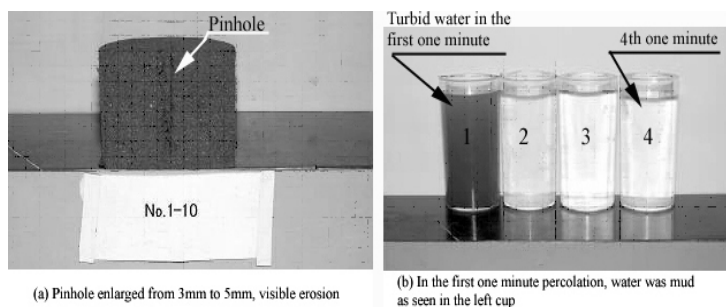 Pinhole
No.1-10
(a) Pinhole enlarged from 3mm to 5mm, visible erosion
Turbid water in the
first one minute
4th one minute
1
2
3
4
(b) In the first one minute percolation, water was mud
as seen in the left cup